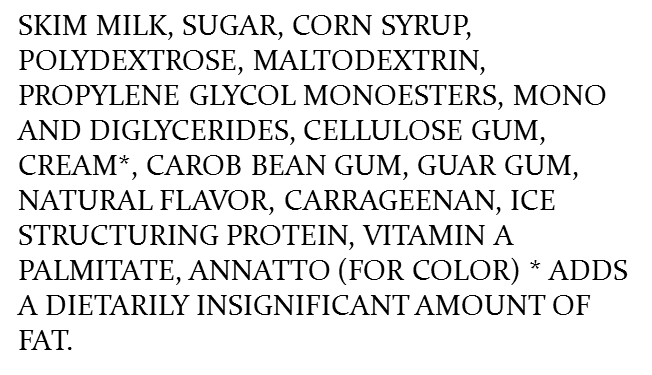 SKIM MILK, SUGAR, CORN SYRUP,
POLYDEXTROSE, MALTODEXTRIN,
PROPYLENE GLYCOL MONOESTERS, MONO
AND DIGLYCERIDES, CELLULOSE GUM,
CREAM*, CAROB BEAN GUM, GUAR GUM,
NATURAL FLAVOR, CARRAGEENAN, ICE
STRUCTURING PROTEIN, VITAMIN A
PALMITATE, ANNATTO (FOR COLOR) * ADDS
A DIETARILY INSIGNIFICANT AMOUNT OF
FAT.